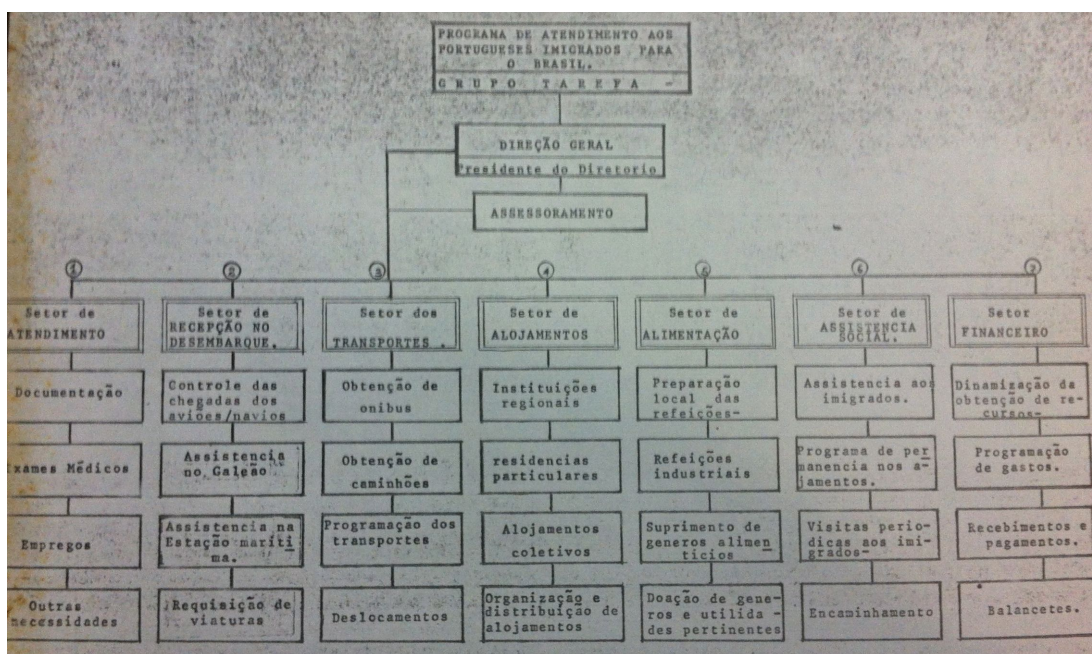 PROGRAMA DE ATENDIMENTO AOS
PORTUGUESES IMIGRADOS PARA
O BRASIL.
GRUPO TAREFA -
DIREÇÃO GERAL
Presidente do Diretorio
ASSESSORAMENTO
1
2
3
4
5
6
7
Setor de
ATENDIMENTO
Documentação
Exames Médicos
Empregos
Outras
necessidades
Setor de
RECEPÇÃO NO
DESEMBARQUE.
Controle das
chegadas dos
aviões/navios
Assistencia
no Galeão
Assistencia na
Estação maríti
ma.
Requisição de
viaturas
Setor dos
TRANSPORTES .
Obtenção de
onibus
Obtenção de
caminhões
Programação dos
transportes
Deslocamentos
Setor de
ALOJAMENTOS
Instituições
regionais
residencias
particulares
Alojamentos
coletivos
Organização e
distribuição de
alojamentos
Setor de
ALIMENTAÇÃO
Preparação
local das
refeições-
Refeições
industriais
Suprimento de
generos alimen
ticios
Doação de gene-
ros e utilida -
des pertinentes
Setor de
ASSISTENCIA
SOCIAL.
Assistencia aos
imigrados.
Programa de per
manencia nos a-
jamentos.
Visitas perio-
dicas aos imi-
grados-
Encaminhamento
Setor
FINANCEIRO
Dinamização da
obtenção de re-
cursos-
Programação
de gastos.
Recebimentos e
pagamentos.
Balancetes.